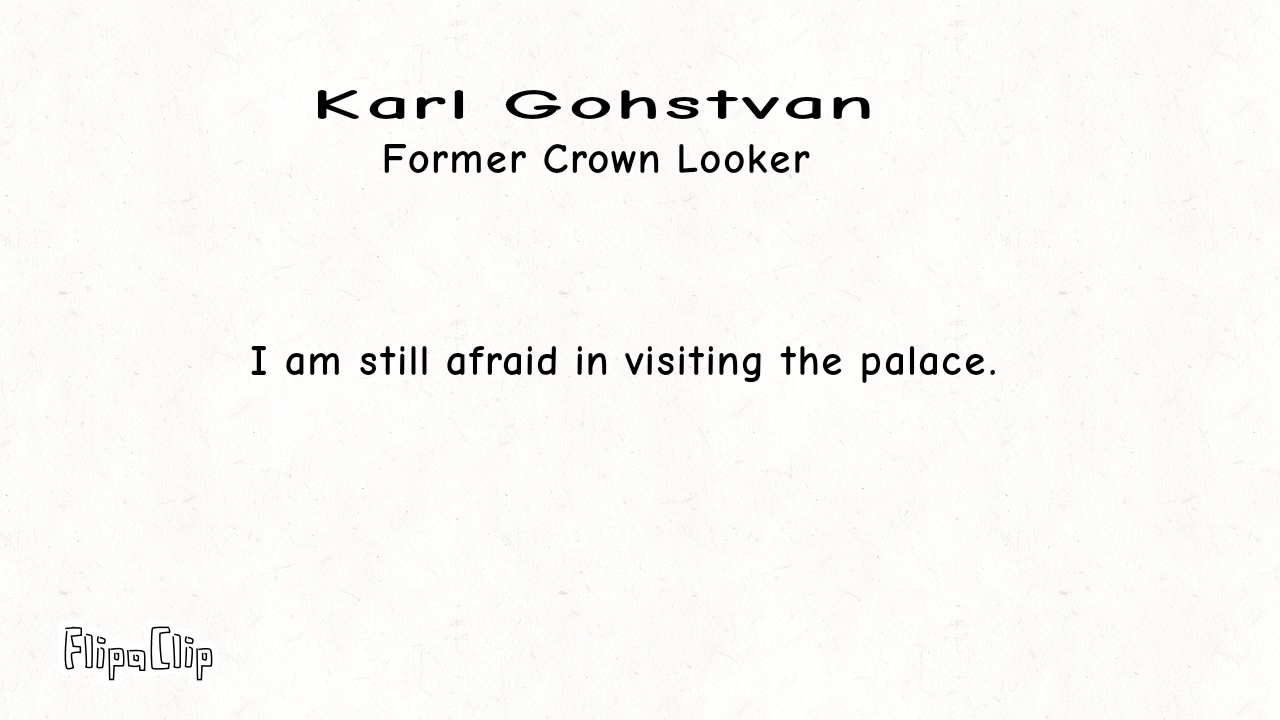 Karl Gohstvan
Former Crown Looker
I am still afraid in visiting the palace.
FlipaClip